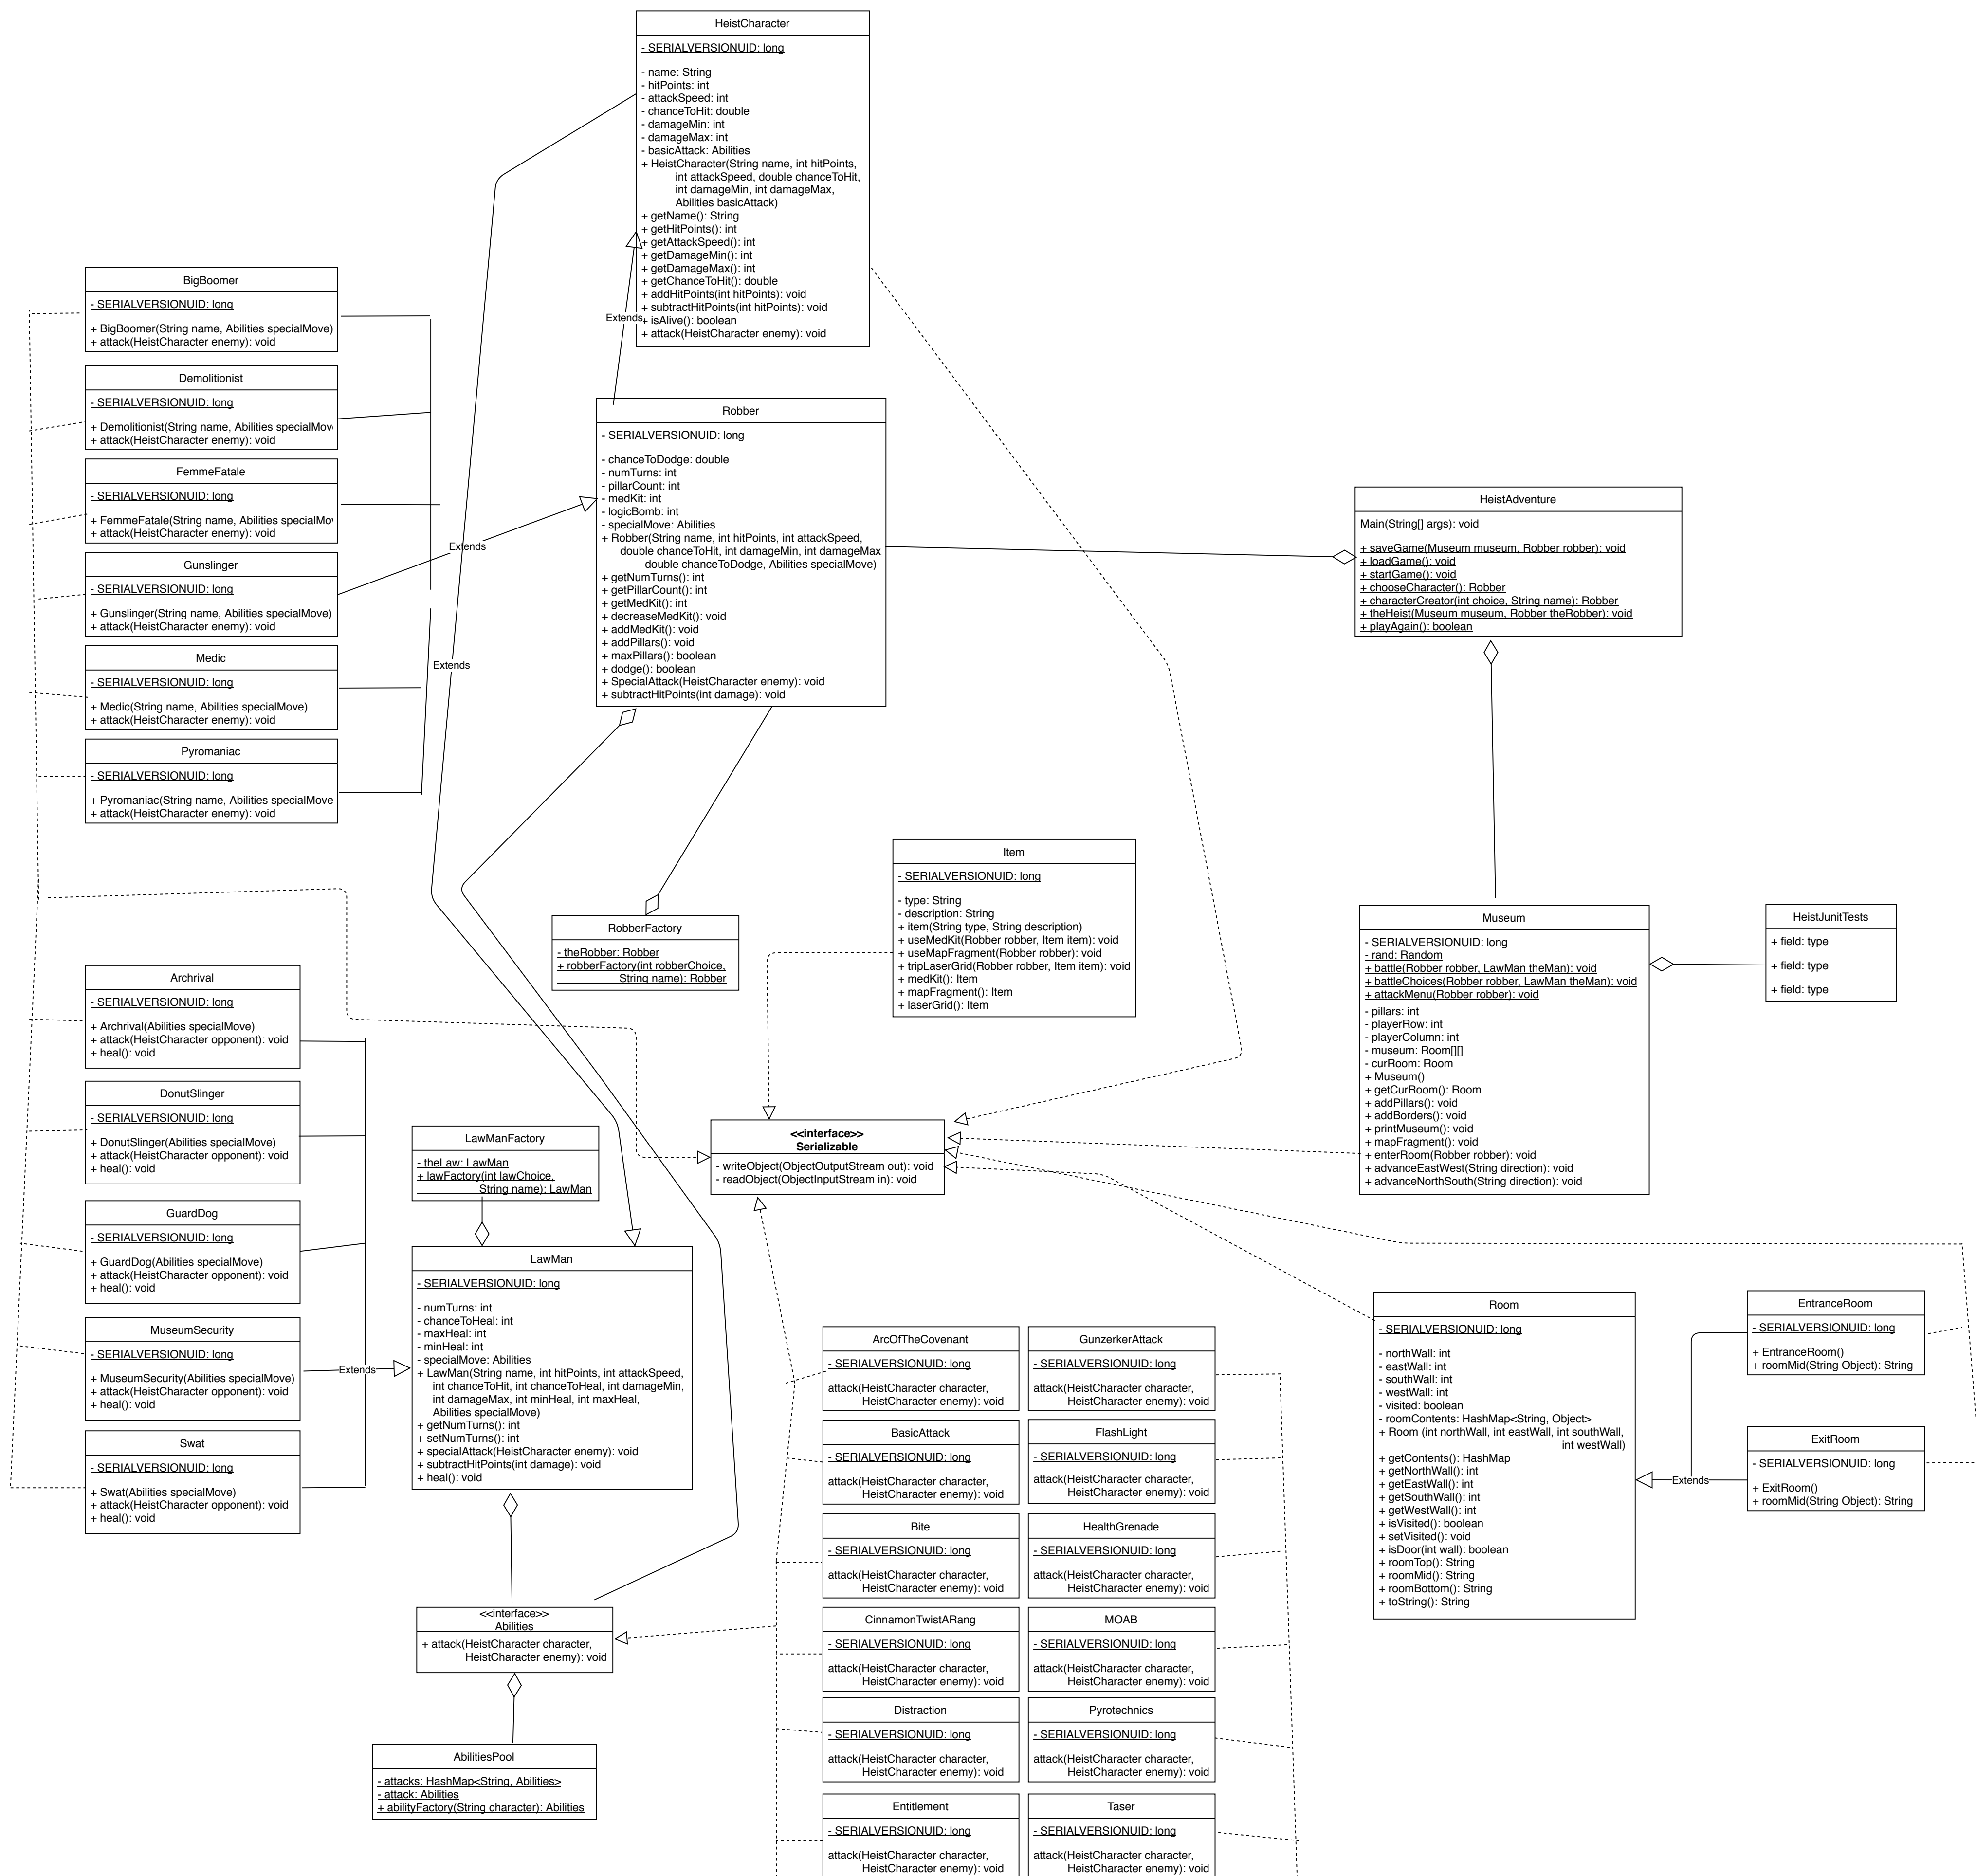 HeistCharacter
- SERIALVERSIONUID: long
- name: String
- hitPoints: int
- attackSpeed: int
- chanceToHit: double
- damageMin: int
- damageMax: int
- basicAttack: Abilities
+ HeistCharacter(String name, int hitPoints,
int attackSpeed, double chanceToHit,
int damageMin, int damageMax,
Abilities basicAttack)
+ getName(): String
+ getHitPoints(): int
+ getAttackSpeed(): int
+ getDamageMin(): int
+ getDamageMax(): int
+ getChanceToHit(): double
+ addHitPoints(int hitPoints): void
+ subtractHitPoints(int hitPoints): void
+ isAlive(): boolean
+ attack(HeistCharacter enemy): void
Extends
BigBoomer
- SERIALVERSIONUID: long
+ BigBoomer(String name, Abilities specialMove)
+ attack(HeistCharacter enemy): void
Demolitionist
- SERIALVERSIONUID: long
+ Demolitionist(String name, Abilities specialMov
+ attack(HeistCharacter enemy): void
FemmeFatale
- SERIALVERSIONUID: long
+ FemmeFatale(String name, Abilities specialMov
+ attack(HeistCharacter enemy): void
Gunslinger
- SERIALVERSIONUID: long
+ Gunslinger(String name, Abilities specialMove)
+ attack(HeistCharacter enemy): void
Medic
- SERIALVERSIONUID: long
+ Medic(String name, Abilities specialMove)
+ attack(HeistCharacter enemy): void
Pyromaniac
- SERIALVERSIONUID: long
+ Pyromaniac(String name, Abilities specialMove
+ attack(HeistCharacter enemy): void
Extends
Extends
Robber
- SERIALVERSIONUID: long
- chanceToDodge: double
- numTurns: int
- pillarCount: int
- medKit: int
- logicBomb: int
- specialMove: Abilities
+ Robber(String name, int hitPoints, int attackSpeed,
double chanceToHit, int damageMin, int damageMax
double chanceToDodge, Abilities specialMove)
+ getNumTurns(): int
+ getPillarCount(): int
+ getMedKit(): int
+ decreaseMedKit(): void
+ addMedKit(): void
+ addPillars(): void
+ maxPillars(): boolean
+ dodge(): boolean
+ SpecialAttack(HeistCharacter enemy): void
+ subtractHitPoints(int damage): void
HeistAdventure
Main(String[] args): void
+ saveGame(Museum museum, Robber robber): void
+ loadGame(): void
+ startGame(): void
+ chooseCharacter(): Robber
+ characterCreator(int choice, String name): Robber
+ theHeist(Museum museum, Robber theRobber): void
+ playAgain(): boolean
RobberFactory
- theRobber: Robber
+ robberFactory(int robberChoice,
String name): Robber
Item
- SERIALVERSIONUID: long
- type: String
- description: String
+ item(String type, String description)
+ useMedKit(Robber robber, Item item): void
+ useMapFragment(Robber robber): void
+ tripLaserGrid(Robber robber, Item item): void
+ medKit(): Item
+ mapFragment(): Item
+ laserGrid(): Item
Museum
- SERIALVERSIONUID: long
- rand: Random
+ battle(Robber robber, LawMan theMan): void
+ battleChoices(Robber robber, LawMan theMan): void
+ attackMenu(Robber robber): void
- pillars: int
- playerRow: int
- playerColumn: int
- museum: Room[][]
- curRoom: Room
+ Museum()
+ getCurRoom(): Room
+ addPillars(): void
+ addBorders(): void
+ printMuseum(): void
+ mapFragment(): void
+ enterRoom(Robber robber): void
+ advanceEastWest(String direction): void
+ advanceNorthSouth(String direction): void
HeistJunitTests
+ field: type
+ field: type
+ field: type
Archrival
- SERIALVERSIONUID: long
+ Archrival(Abilities specialMove)
+ attack(HeistCharacter opponent): void
+ heal(): void
DonutSlinger
- SERIALVERSIONUID: long
+ DonutSlinger(Abilities specialMove)
+ attack(HeistCharacter opponent): void
+ heal(): void
GuardDog
- SERIALVERSIONUID: long
+ GuardDog(Abilities specialMove)
+ attack(HeistCharacter opponent): void
+ heal(): void
MuseumSecurity
- SERIALVERSIONUID: long
+ MuseumSecurity(Abilities specialMove)
+ attack(HeistCharacter opponent): void
+ heal(): void
Swat
- SERIALVERSIONUID: long
+ Swat(Abilities specialMove)
+ attack(HeistCharacter opponent): void
+ heal(): void
Extends
LawManFactory
- theLaw: LawMan
+ lawFactory(int lawChoice,
String name): LawMan
<<interface>>
Serializable
- writeObject(ObjectOutputStream out): void
- readObject(ObjectInputStream in): void
LawMan
- SERIALVERSIONUID: long
- numTurns: int
- chanceToHeal: int
- maxHeal: int
- minHeal: int
- specialMove: Abilities
+ LawMan(String name, int hitPoints, int attackSpeed,
int chanceToHit, int chanceToHeal, int damageMin,
int damageMax, int minHeal, int maxHeal,
Abilities specialMove)
+ getNumTurns(): int
+ setNumTurns(): int
+ specialAttack(HeistCharacter enemy): void
+ subtractHitPoints(int damage): void
+ heal(): void
<<interface>>
Abilities
+ attack(HeistCharacter character,
HeistCharacter enemy): void
AbilitiesPool
- attacks: HashMap<String, Abilities>
- attack: Abilities
+ abilityFactory(String character): Abilities
ArcOfTheCovenant
- SERIALVERSIONUID: long
attack(HeistCharacter character,
HeistCharacter enemy): void
GunzerkerAttack
- SERIALVERSIONUID: long
attack(HeistCharacter character,
HeistCharacter enemy): void
BasicAttack
- SERIALVERSIONUID: long
attack(HeistCharacter character,
HeistCharacter enemy): void
FlashLight
- SERIALVERSIONUID: long
attack(HeistCharacter character,
HeistCharacter enemy): void
Bite
- SERIALVERSIONUID: long
attack(HeistCharacter character,
HeistCharacter enemy): void
HealthGrenade
- SERIALVERSIONUID: long
attack(HeistCharacter character,
HeistCharacter enemy): void
CinnamonTwistARang
- SERIALVERSIONUID: long
attack(HeistCharacter character,
HeistCharacter enemy): void
MOAB
- SERIALVERSIONUID: long
attack(HeistCharacter character,
HeistCharacter enemy): void
Distraction
- SERIALVERSIONUID: long
attack(HeistCharacter character,
HeistCharacter enemy): void
Pyrotechnics
- SERIALVERSIONUID: long
attack(HeistCharacter character,
HeistCharacter enemy): void
Entitlement
- SERIALVERSIONUID: long
attack(HeistCharacter character,
HeistCharacter enemy): void
Taser
- SERIALVERSIONUID: long
attack(HeistCharacter character,
HeistCharacter enemy): void
Room
- SERIALVERSIONUID: long
- northWall: int
- eastWall: int
- southWall: int
- westWall: int
- visited: boolean
- roomContents: HashMap<String, Object>
+ Room (int northWall, int eastWall, int southWall,
int westWall)
+ getContents(): HashMap
+ getNorthWall(): int
+ getEastWall(): int
+ getSouthWall(): int
+ getWestWall(): int
+ isVisited(): boolean
+ setVisited(): void
+ isDoor(int wall): boolean
+ roomTop(): String
+ roomMid(): String
+ roomBottom(): String
+ toString(): String
Extends
EntranceRoom
- SERIALVERSIONUID: long
+ EntranceRoom()
+ roomMid(String Object): String
ExitRoom
- SERIALVERSIONUID: long
+ ExitRoom()
+ roomMid(String Object): String